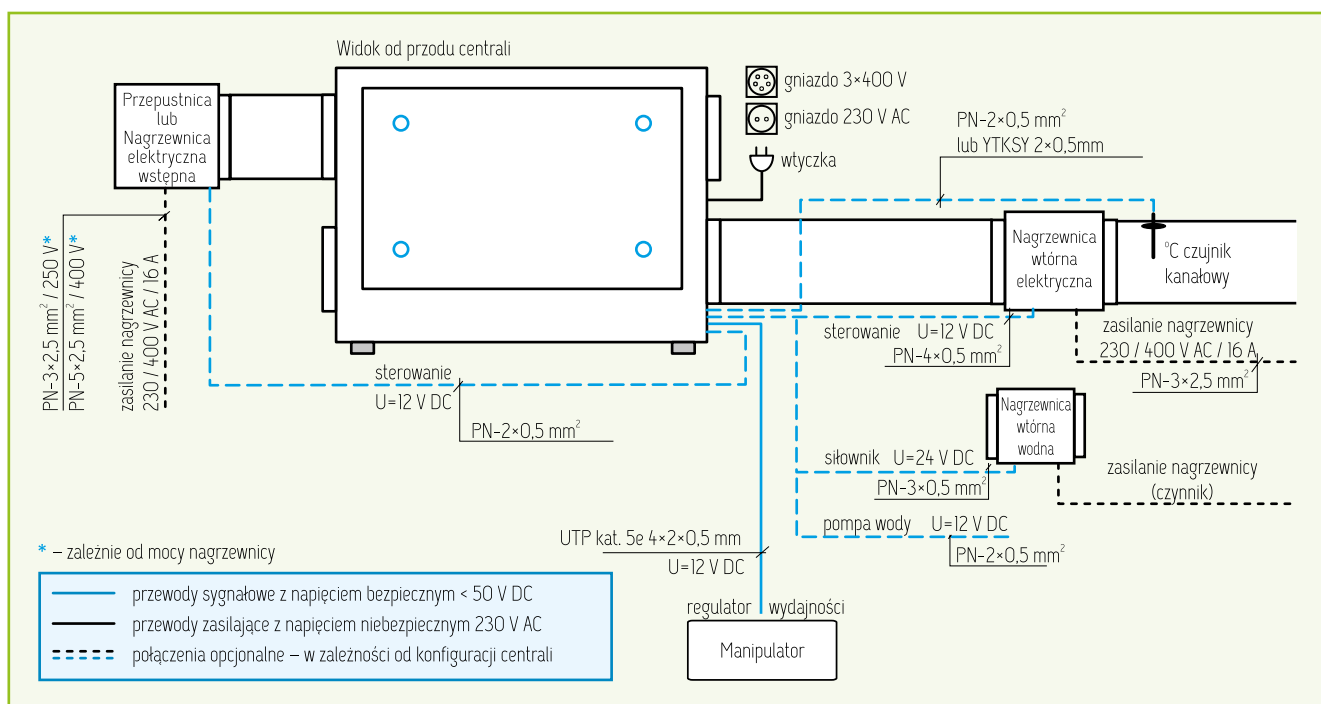 Widok od przodu centrali
Przepustnica
lub
Nagrzewnica
elektryczna
wstępna
gniazdo 3×400 V
gniazdo 230 V AC
wtyczka
PN-2×0,5 mm²
lub YTKSY 2×0,5mm
PN-3×2,5 mm² / 250 V*
PN-5×2,5 mm² / 400 V*
zasilanie nagrzewnicy
230 / 400 V AC / 16 A
Nagrzewnica
wtórna
elektryczna
°C czujnik
kanałowy
sterowanie U=12 V DC
PN-4×0,5 mm²
zasilanie nagrzewnicy
230 / 400 V AC / 16 A
PN-3×2,5 mm²
sterowanie
U=12 V DC
PN-2×0,5 mm²
Nagrzewnica
wtórna
wodna
siłownik U=24 V DC
PN-3×0,5 mm²
zasilanie nagrzewnicy
(czynnik)
pompa wody U=12 V DC
PN-2×0,5 mm²
UTP kat. 5e 4×2×0,5 mm
U=12 V DC
regulator wydajności
Manipulator
* – zależnie od mocy nagrzewnicy
przewody sygnałowe z napięciem bezpiecznym < 50 V DC
przewody zasilające z napięciem niebezpiecznym 230 V AC
połączenia opcjonalne – w zależności od konfiguracji centrali